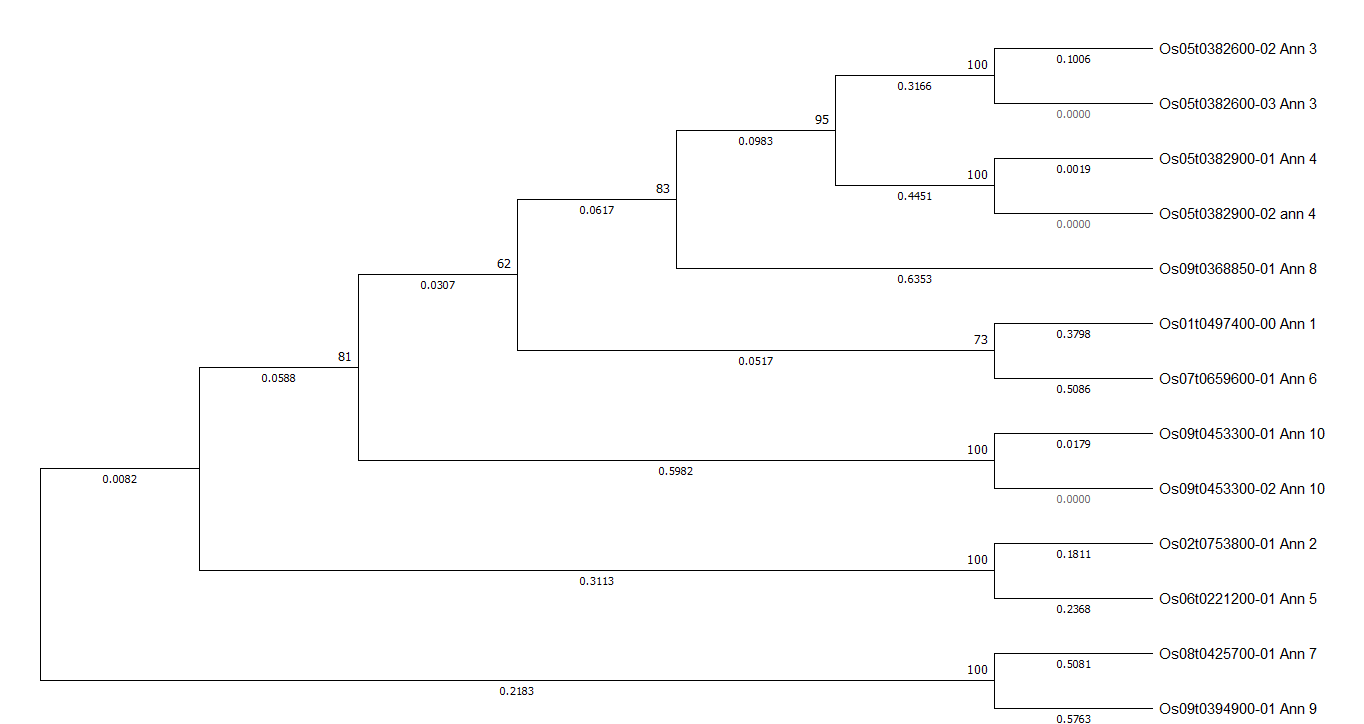 Os05t0382600-02 Ann 3
100
0.1006
0.3166
Os05t0382600-03 Ann 3
95
0.0000
0.0983
Os05t0382900-01 Ann 4
100
0.0019
83
0.4451
0.0617
Os05t0382900-02 ann 4
0.0000
62
Os09t0368850-01 Ann 8
0.0307
0.6353
Os01t0497400-00 Ann 1
73
0.3798
81
0.0517
0.0588
Os07t0659600-01 Ann 6
0.5086
Os09t0453300-01 Ann 10
100
0.0179
0.5982
0.0082
Os09t0453300-02 Ann 10
0.0000
Os02t0753800-01 Ann 2
100
0.1811
0.3113
Os06t0221200-01 Ann 5
0.2368
Os08t0425700-01 Ann 7
100
0.5081
0.2183
Os09t0394900-01 Ann 9
0.5763